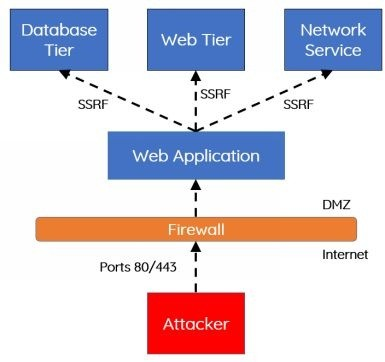 Database
Tier
Web Tier
Network
Service
SSRF
SSRF
SSRF
Web Application
DMZ
Firewall
Internet
Ports 80/443
Attacker